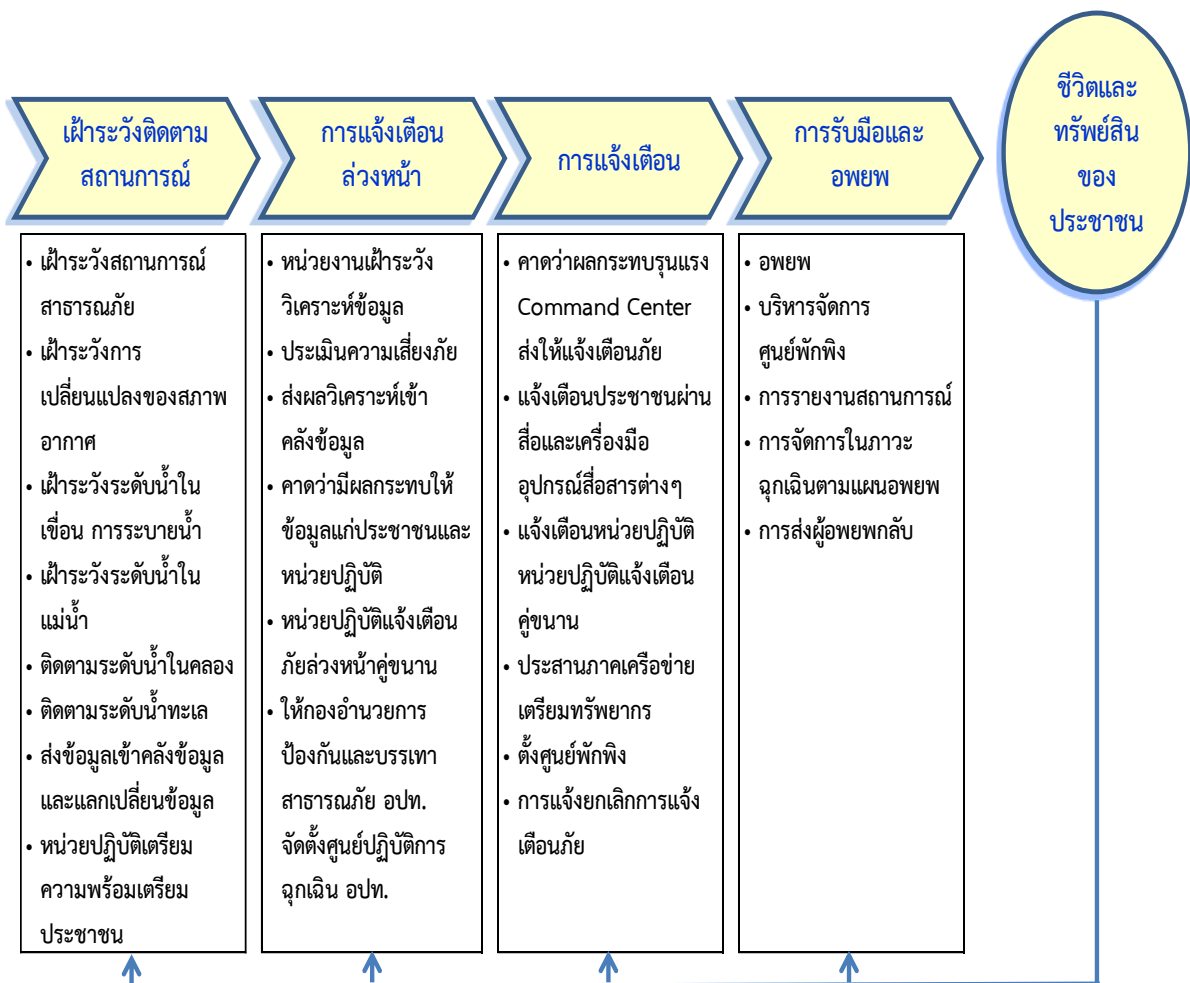 เฝ้าระวังติดตาม
สถานการณ์
การแจ้งเตือน
ล่วงหน้า
การแจ้งเตือน
การรับมือและ
อพยพ
ชีวิตและ
ทรัพย์สิน
ของ
ประชาชน
• เฝ้าระวังสถานการณ์
สาธารณภัย
• เฝ้าระวังการ
เปลี่ยนแปลงของสภาพ
อากาศ
• เฝ้าระวังระดับน้ำใน
เขื่อน การระบายน้ำ
• เฝ้าระวังระดับน้ำใน
แม่น้ำ
• ติดตามระดับน้ำในคลอง
• ติดตามระดับน้ำทะเล
• ส่งข้อมูลเข้าคลังข้อมูล
และแลกเปลี่ยนข้อมูล
• หน่วยปฏิบัติเตรียม
ความพร้อมเตรียม
ประชาชน
• หน่วยงานเฝ้าระวัง
วิเคราะห์ข้อมูล
• ประเมินความเสี่ยงภัย
• ส่งผลวิเคราะห์เข้า
คลังข้อมูล
• คาดว่ามีผลกระทบให้
ข้อมูลแก่ประชาชนและ
หน่วยปฏิบัติ
• หน่วยปฏิบัติแจ้งเตือน
ภัยล่วงหน้าคู่ขนาน
• ให้กองอำนวยการ
ป้องกันและบรรเทา
สาธารณภัย อปท.
จัดตั้งศูนย์ปฏิบัติการ
ฉุกเฉิน อปท.
• คาดว่าผลกระทบรุนแรง
Command Center
ส่งให้แจ้งเตือนภัย
• แจ้งเตือนประชาชนผ่าน
สื่อและเครื่องมือ
อุปกรณ์สื่อสารต่างๆ
• แจ้งเตือนหน่วยปฏิบัติ
หน่วยปฏิบัติแจ้งเตือน
คู่ขนาน
• ประสานภาคเครือข่าย
เตรียมทรัพยากร
• ตั้งศูนย์พักพิง
• การแจ้งยกเลิกการแจ้ง
เตือนภัย
• อพยพ
• บริหารจัดการ
ศูนย์พักพิง
• การรายงานสถานการณ์
• การจัดการในภาวะ
ฉุกเฉินตามแผนอพยพ
• การส่งผู้อพยพกลับ